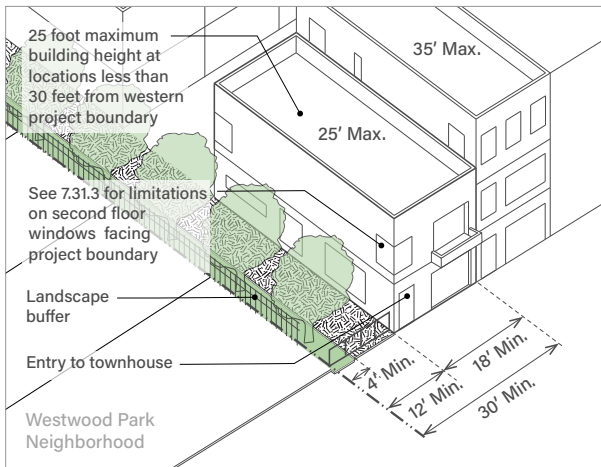 25 foot maximum
building height at
locations less than
30 feet from western
project boundary
35’ Max.
25’ Max.
See 7.31.3 for limitations
on second floor
windows facing
project boundary
Landscape
buffer
Entry to townhouse
4’ Min.
12’ Min.
18’ Min.
30’ Min.
Westwood Park
Neighborhood